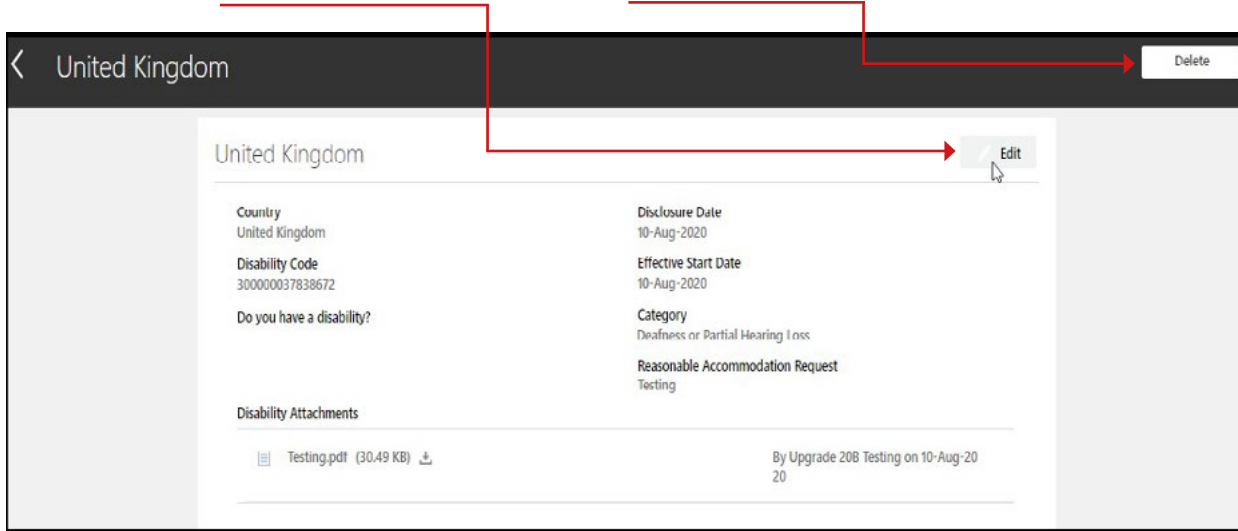 United Kingdom
Delete
United Kingdom
Edit
Country
United Kingdom
Disclosure Date
10-Aug-2020
Disability Code
300000037838672
Effective Start Date
10-Aug-2020
Do you have a disability?
Category
Deafness or Partial Hearing Loss
Reasonable Accommodation Request
Testing
Disability Attachments
Testing.pdf (30.49 KB)
By Upgrade 20B Testing on 10-Aug-20
20